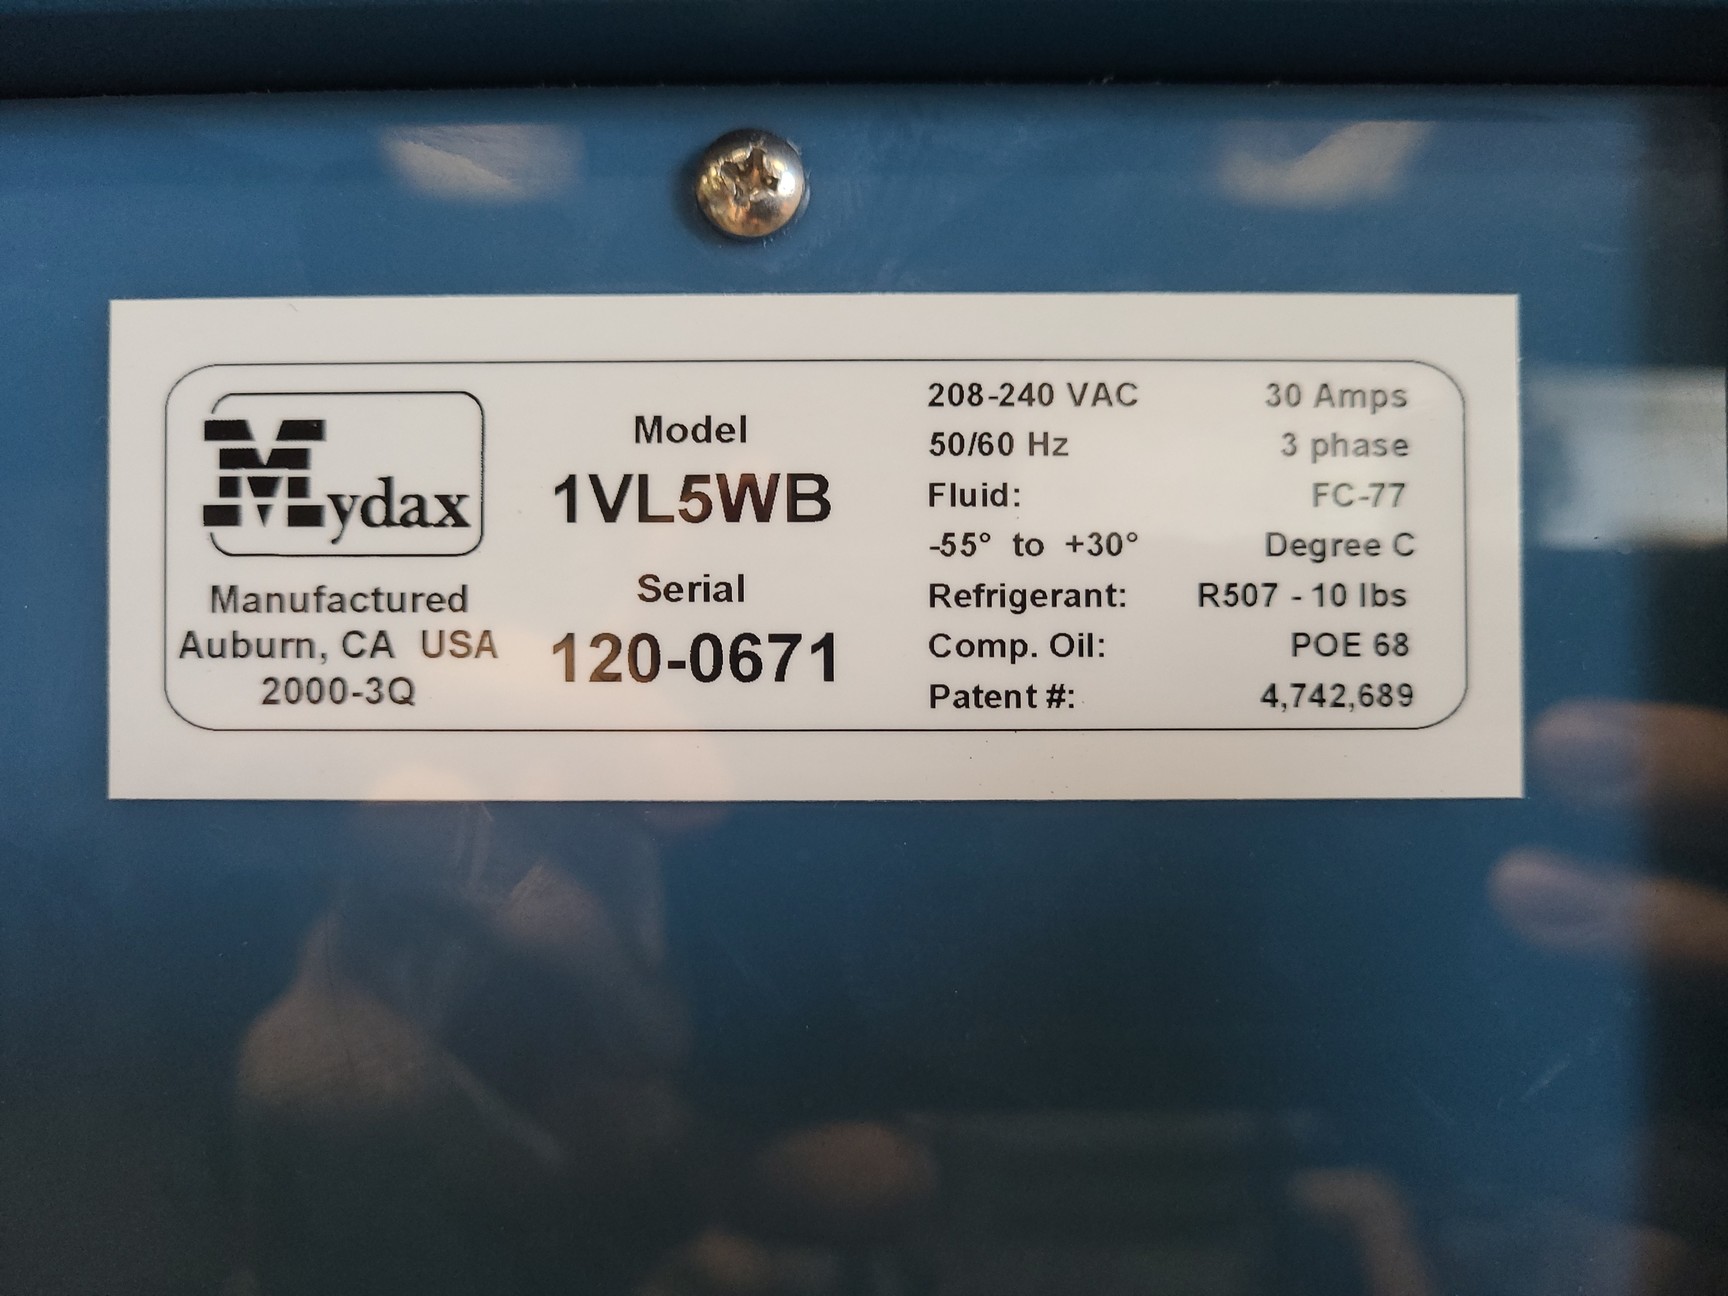 Mydax
Manufactured
Auburn, CA USA
2000-3Q
Model
1VL5WB
Serial
120-0671
208-240 VAC 30 Amps
50/60 Hz 3 phase
Fluid: FC-77
-55° to +30° Degree C
Refrigerant: R507 - 10 lbs
Comp. Oil: POE 68
Patent #: 4,742,689